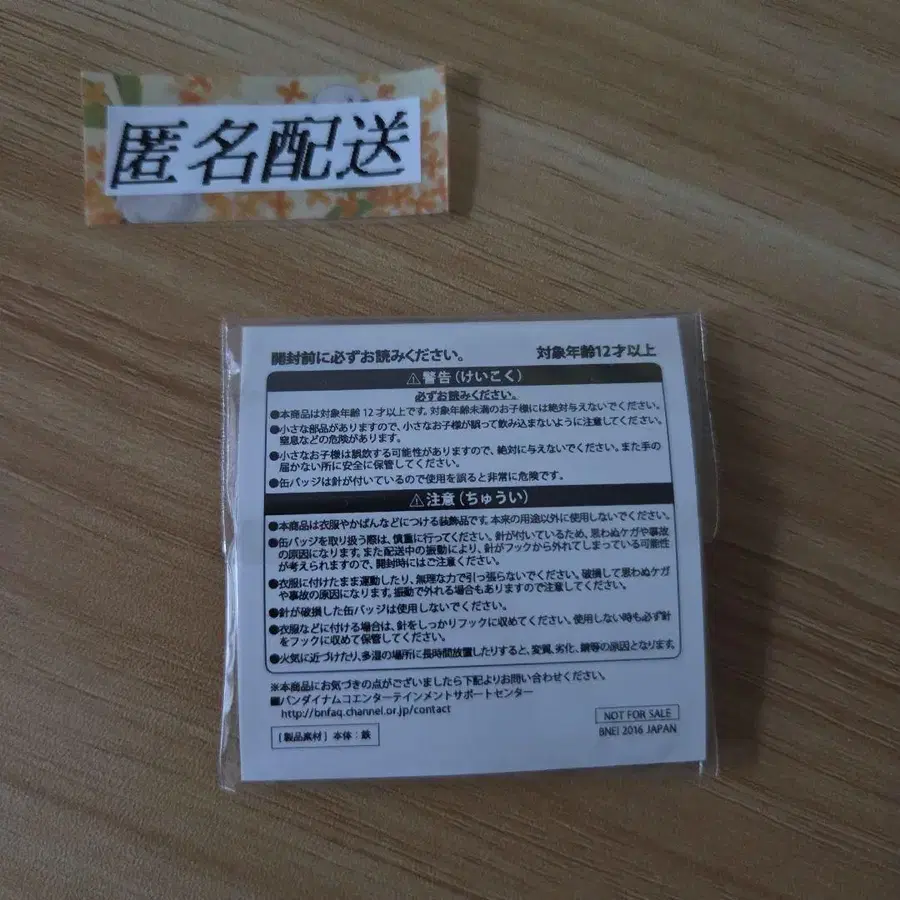 匿名配送
開封前に必ずお読みください。 対象年齢12才以上
⚠警告(けいこく)
必ずお読みください。
●本商品は対象年齢12才以上です。対象年齢未満のお子様には絶対与えないでください。
●小さな部品がありますので、小さなお子様が誤って飲み込まないように注意してください。
窒息などの危険があります。
●小さなお子様は誤飲する可能性がありますので、絶対に与えないでください。また手の
届かない所に安全に保管してください。
●缶バッジは針が付いているので使用を誤ると非常に危険です。
⚠注意(ちゅうい)
●本商品は衣服やかばんなどにつける装飾品です。本来の用途以外に使用しないでください。
●缶バッジを取り扱う際は、慎重に行ってください。針が付いているため、思わぬケガや事故
の原因になります。また配送中の振動により、針がフックから外れてしまっている可能性
が考えられますので、開封時にはご注意ください。
●衣服に付けたまま運動したり、無理な力で引っ張らないでください。破損して思わぬケガ
や事故の原因になります。振動で外れる場合もありますので注意してください。
●針が破損した缶バッジは使用しないでください。
●衣服などに付ける場合は、針をしっかりフックに収めてください。使用しない時も必ず針
をフックに収めて保管してください。
●火気に近づけたり、多湿の場所に長時間放置したりすると、変質、劣化、錆等の原因となります。
※本商品にお気づきの点がございましたら下記よりお問い合わせください。
■バンダイナムコエンターテインメントサポートセンター
http://bnfaq.channel.or.jp/contact
[製品素材] 本体:鉄
NOT FOR SALE
BNEI 2016 JAPAN